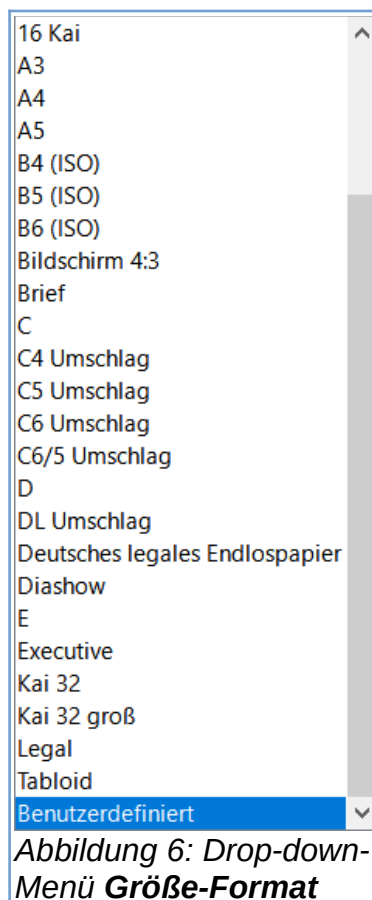 16 Kai
A3
A4
A5
B4 (ISO)
B5 (ISO)
B6 (ISO)
Bildschirm 4:3
Brief
C
C4 Umschlag
C5 Umschlag
C6 Umschlag
C6/5 Umschlag
D
DL Umschlag
Deutsches legales Endlospapier
Diashow
E
Executive
Kai 32
Kai 32 groß
Legal
Tabloid
Benutzerdefiniert
Abbildung 6: Drop-down-
Menü Größe-Format